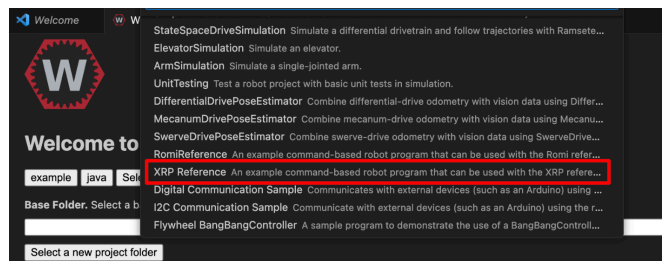 Welcome
W
StateSpaceDriveSimulation Simulate a differential drivetrain and follow trajectories with Ramsete...
ElevatorSimulation Simulate an elevator.
ArmSimulation Simulate a single-jointed arm.
UnitTesting Test a robot project with basic unit tests in simulation.
DifferentialDrivePoseEstimator Combine differential-drive odometry with vision data using Differ...
MecanumDrivePoseEstimator Combine mecanum-drive odometry with vision data using Mecanu...
SwerveDrivePoseEstimator Combine swerve-drive odometry with vision data using SwerveDrive...
RomiReference An example command-based robot program that can be used with the Romi refer...
XRP Reference An example command-based robot program that can be used with the XRP refere...
Digital Communication Sample Communicates with external devices (such as an Arduino) using ...
I2C Communication Sample Communicate with external devices (such as an Arduino) using the r...
Flywheel BangBangController A sample program to demonstrate the use of a BangBangControll...
W
Welcome to
example java Sel
Base Folder. Select a b
Select a new project folder